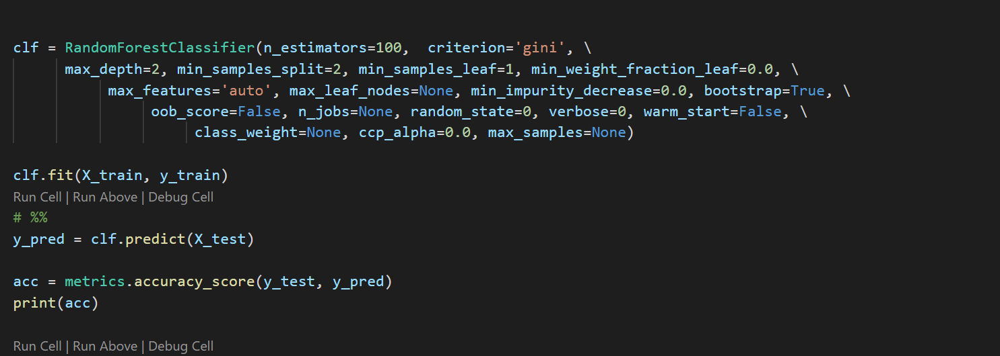 clf = RandomForestClassifier(n_estimators=100,  criterion='gini', \
max_depth=2, min_samples_split=2, min_samples_leaf=1, min_weight_fraction_leaf=0.0, \
max_features='auto', max_leaf_nodes=None, min_impurity_decrease=0.0, bootstrap=True, \
oob_score=False, n_jobs=None, random_state=0, verbose=0, warm_start=False, \
class_weight=None, ccp_alpha=0.0, max_samples=None)
clf.fit(X_train, y_train)
Run Cell | Run Above | Debug Cell
# %%
y_pred = clf.predict(X_test)
acc = metrics.accuracy_score(y_test, y_pred)
print(acc)
Run Cell | Run Above | Debug Cell